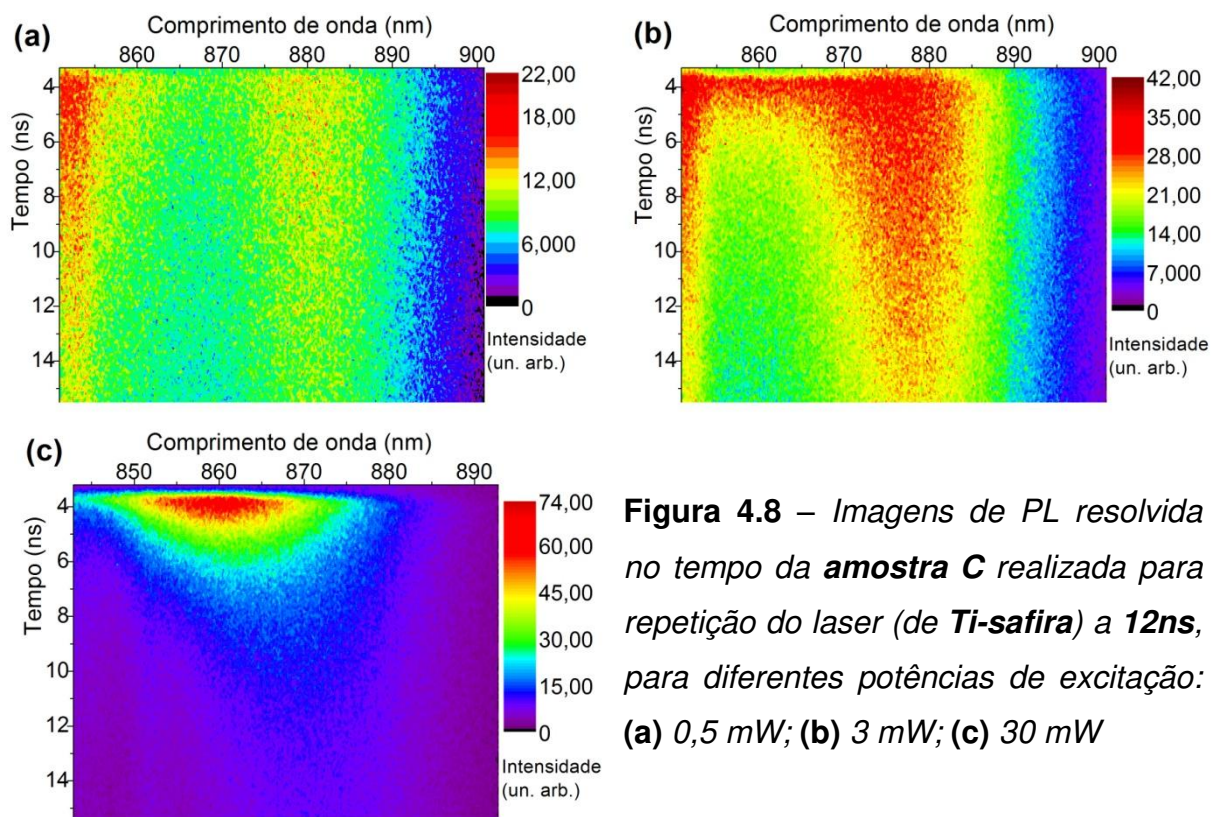 (a)
Comprimento de onda (nm)
860 870 880 890 900
Tempo (ns)
4
6
8
10
12
14
22,00
18,00
12,00
6,000
0
Intensidade
(un. arb.)
(b)
Comprimento de onda (nm)
860 870 880 890 900
Tempo (ns)
4
6
8
10
12
14
42,00
35,00
28,00
21,00
14,00
7,000
0
Intensidade
(un. arb.)
(c)
Comprimento de onda (nm)
850 860 870 880 890
Tempo (ns)
4
6
8
10
12
14
74,00
60,00
45,00
30,00
15,00
0
Intensidade
(un. arb.)
Figura 4.8 – Imagens de PL resolvida
no tempo da amostra C realizada para
repetição do laser (de Ti-safira) a 12ns,
para diferentes potências de excitação:
(a) 0,5 mW; (b) 3 mW; (c) 30 mW